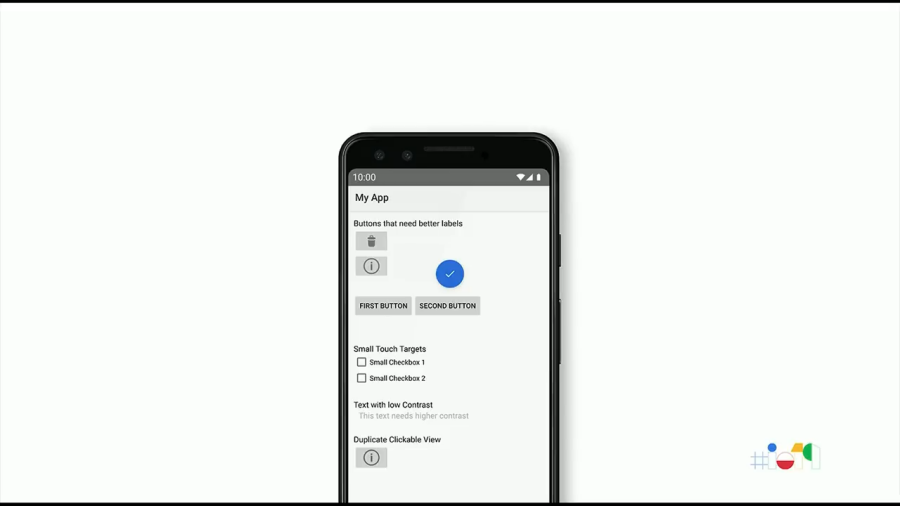 10:00
My App
Buttons that need better labels
FIRST BUTTON SECOND BUTTON
Small Touch Targets
Small Checkbox 1
Small Checkbox 2
Text with low Contrast
This text needs higher contrast
Duplicate Clickable View
#io19